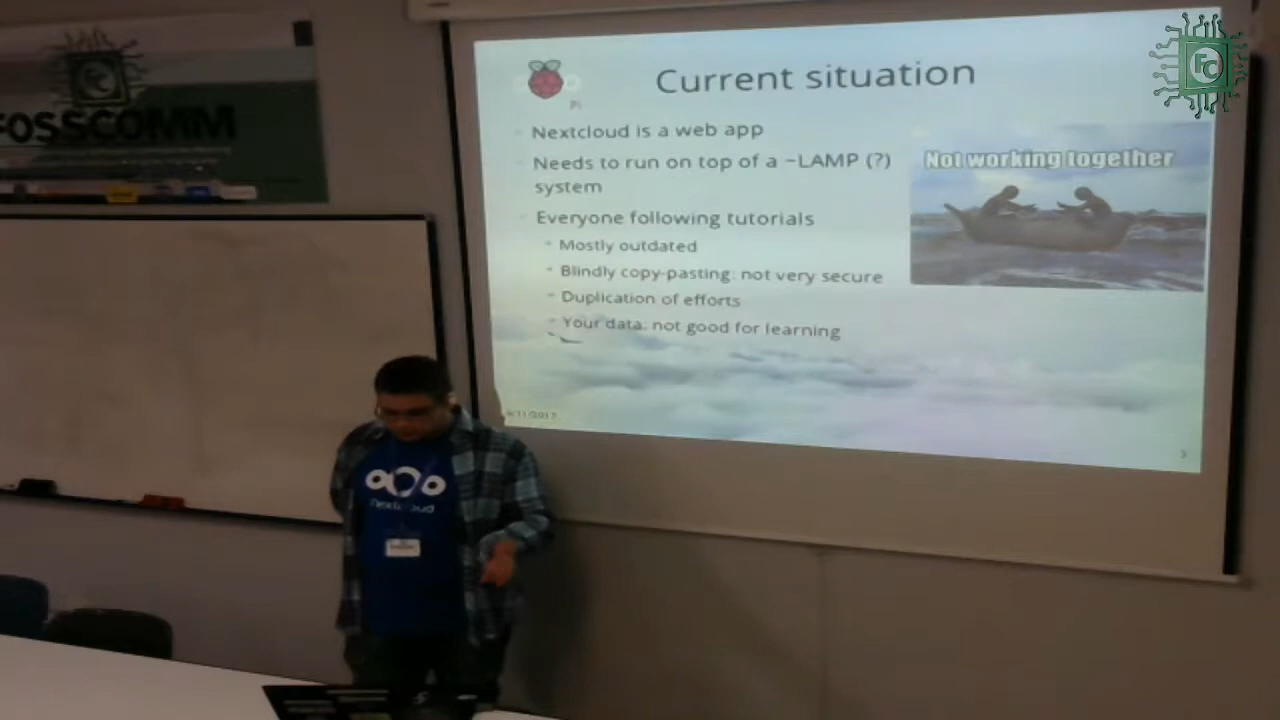 FOSSCOMM
FC
Pi
Current situation
Nextcloud is a web app
Needs to run on top of a ~LAMP (?)
system
Everyone following tutorials
Mostly outdated
Blindly copy-pasting: not very secure
Duplication of efforts
Your data: not good for learning
Not working together
3
nextcloud